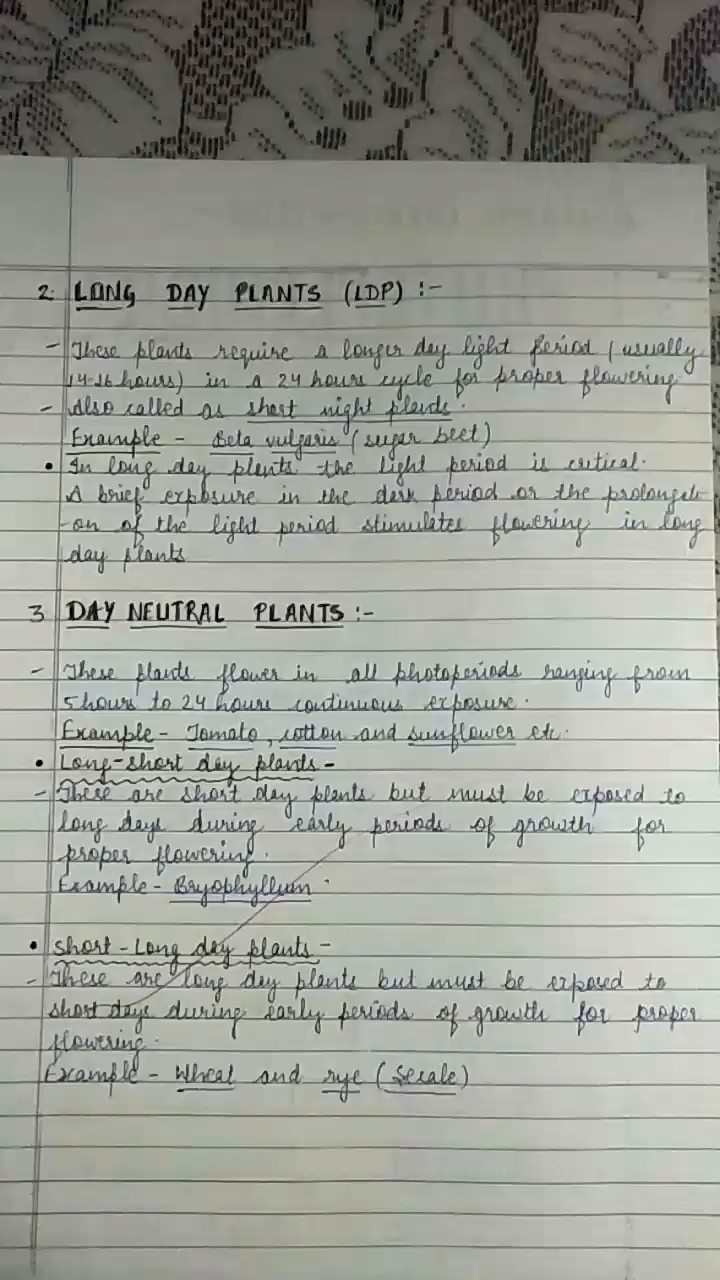 2. LONG DAY PLANTS (LDP) :-
- These plants require a longer day light period (usually
14-16 hours) in a 24 hours cycle for proper flowering
- Also called as short night plants.
Example - Beta vulgaris (sugar beet)
• In long day plants the light period is critical.
A brief exposure in the dark period or the prolongati
-on of the light period stimulates flowering in long
day plants
3 DAY NEUTRAL PLANTS :-
- These plants flower in all photoperiods ranging from
5 hours to 24 hours continuous exposure.
Example - Tomato, cotton and sunflower etc.
• Long-short day plants -
- These are short day plants but must be exposed to
long days during early periods of growth for
proper flowering.
Example - Bryophyllum.
• Short-Long day plants -
- These are long day plants but must be exposed to
short days during early periods of growth for proper
flowering.
Example - Wheat and rye (Secale)